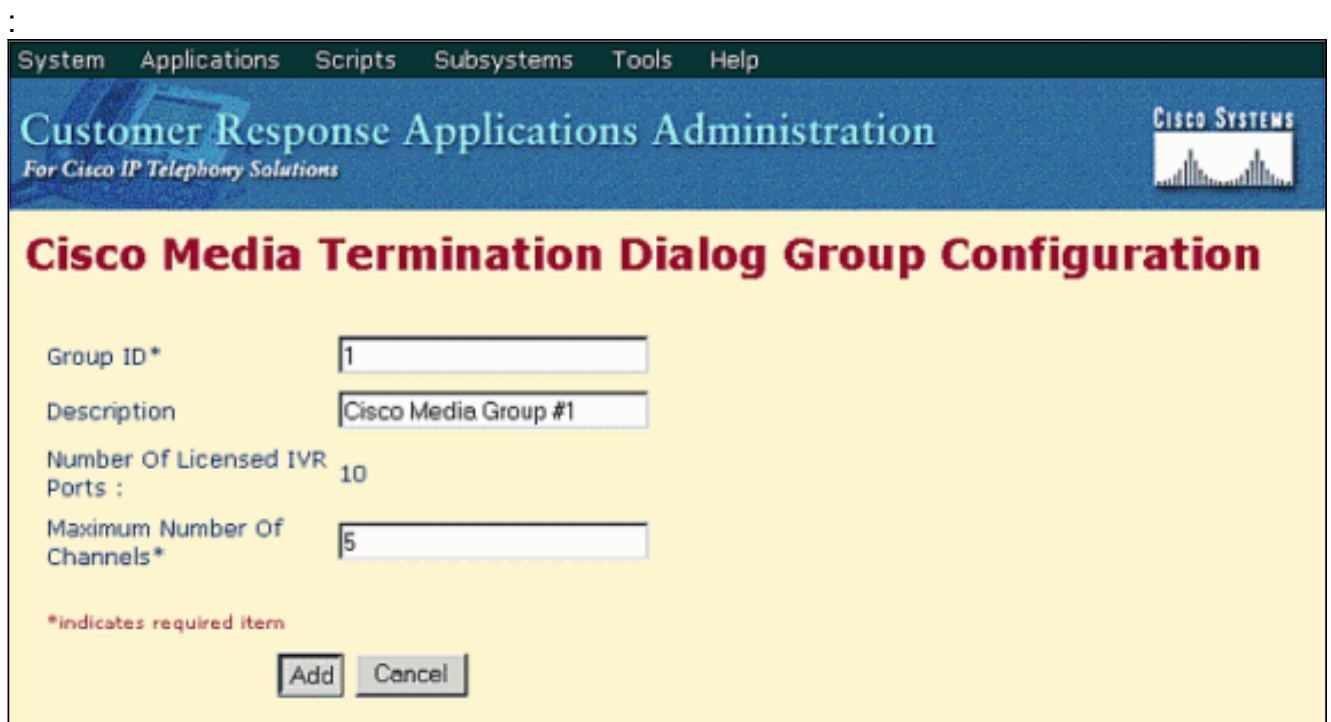 :
System Applications Scripts Subsystems Tools Help
Customer Response Applications Administration
For Cisco IP Telephony Solutions
CISCO SYSTEMS
Cisco Media Termination Dialog Group Configuration
Group ID* 1
Description Cisco Media Group #1
Number Of Licensed IVR
Ports : 10
Maximum Number Of
Channels* 5
*indicates required item
Add Cancel